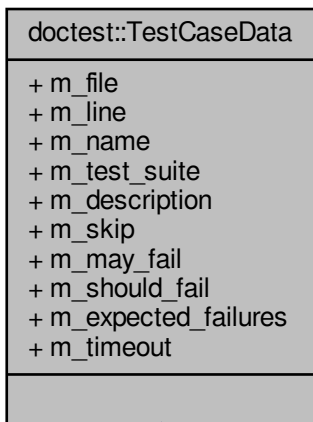 doctest::TestCaseData
+ m_file
+ m_line
+ m_name
+ m_test_suite
+ m_description
+ m_skip
+ m_may_fail
+ m_should_fail
+ m_expected_failures
+ m_timeout